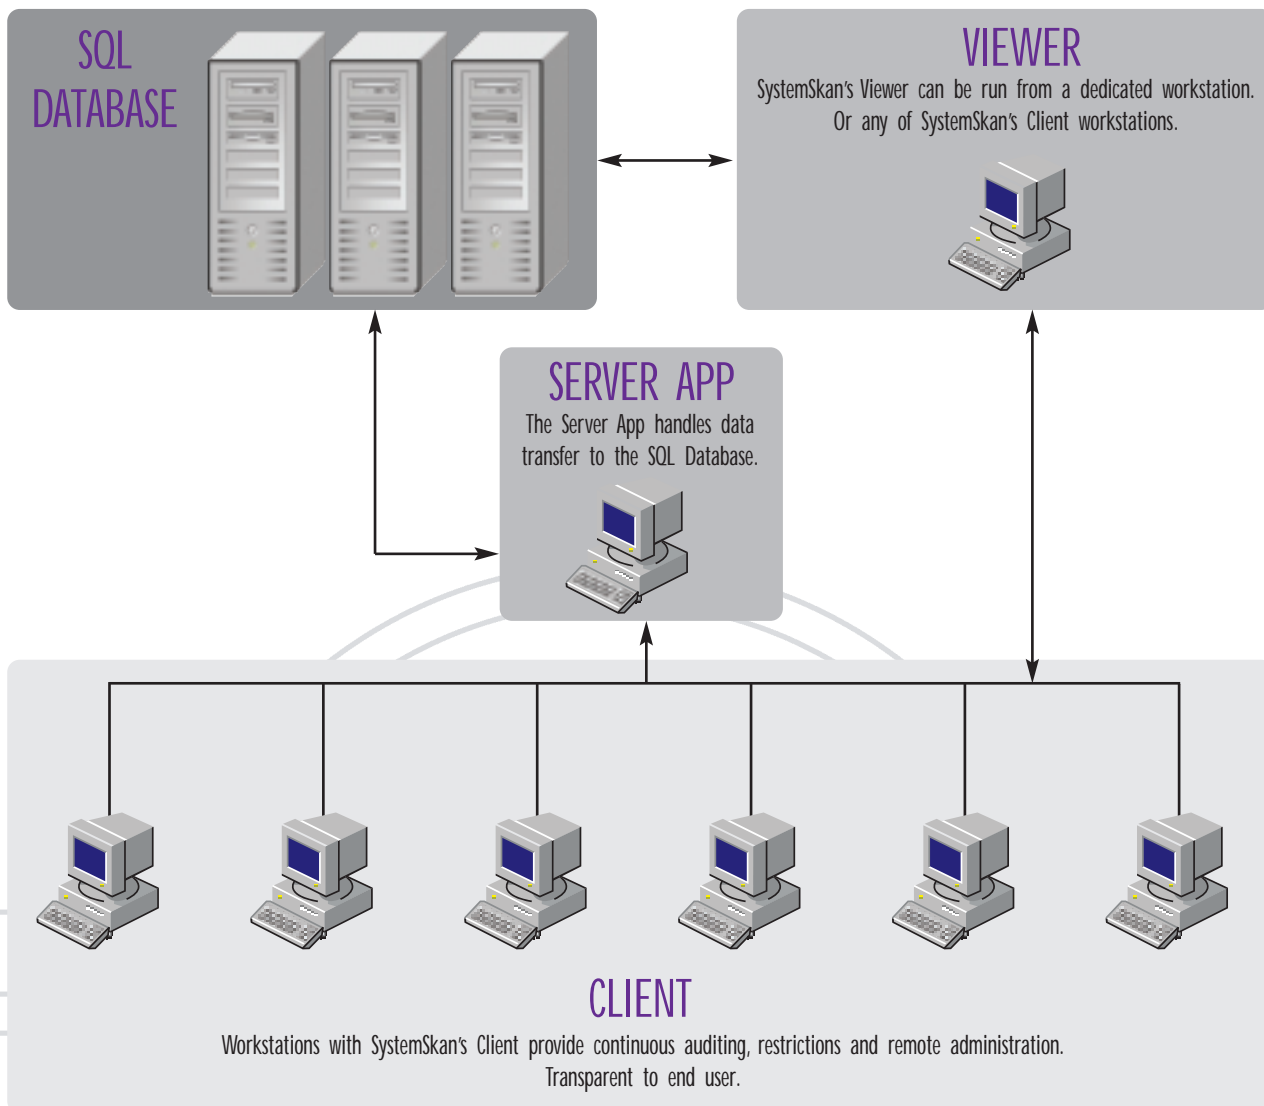 SQL
DATABASE
VIEWER
SystemSkan's Viewer can be run from a dedicated workstation.
Or any of SystemSkan's Client workstations.
SERVER APP
The Server App handles data
transfer to the SQL Database.
CLIENT
Workstations with SystemSkan's Client provide continuous auditing, restrictions and remote administration.
Transparent to end user.